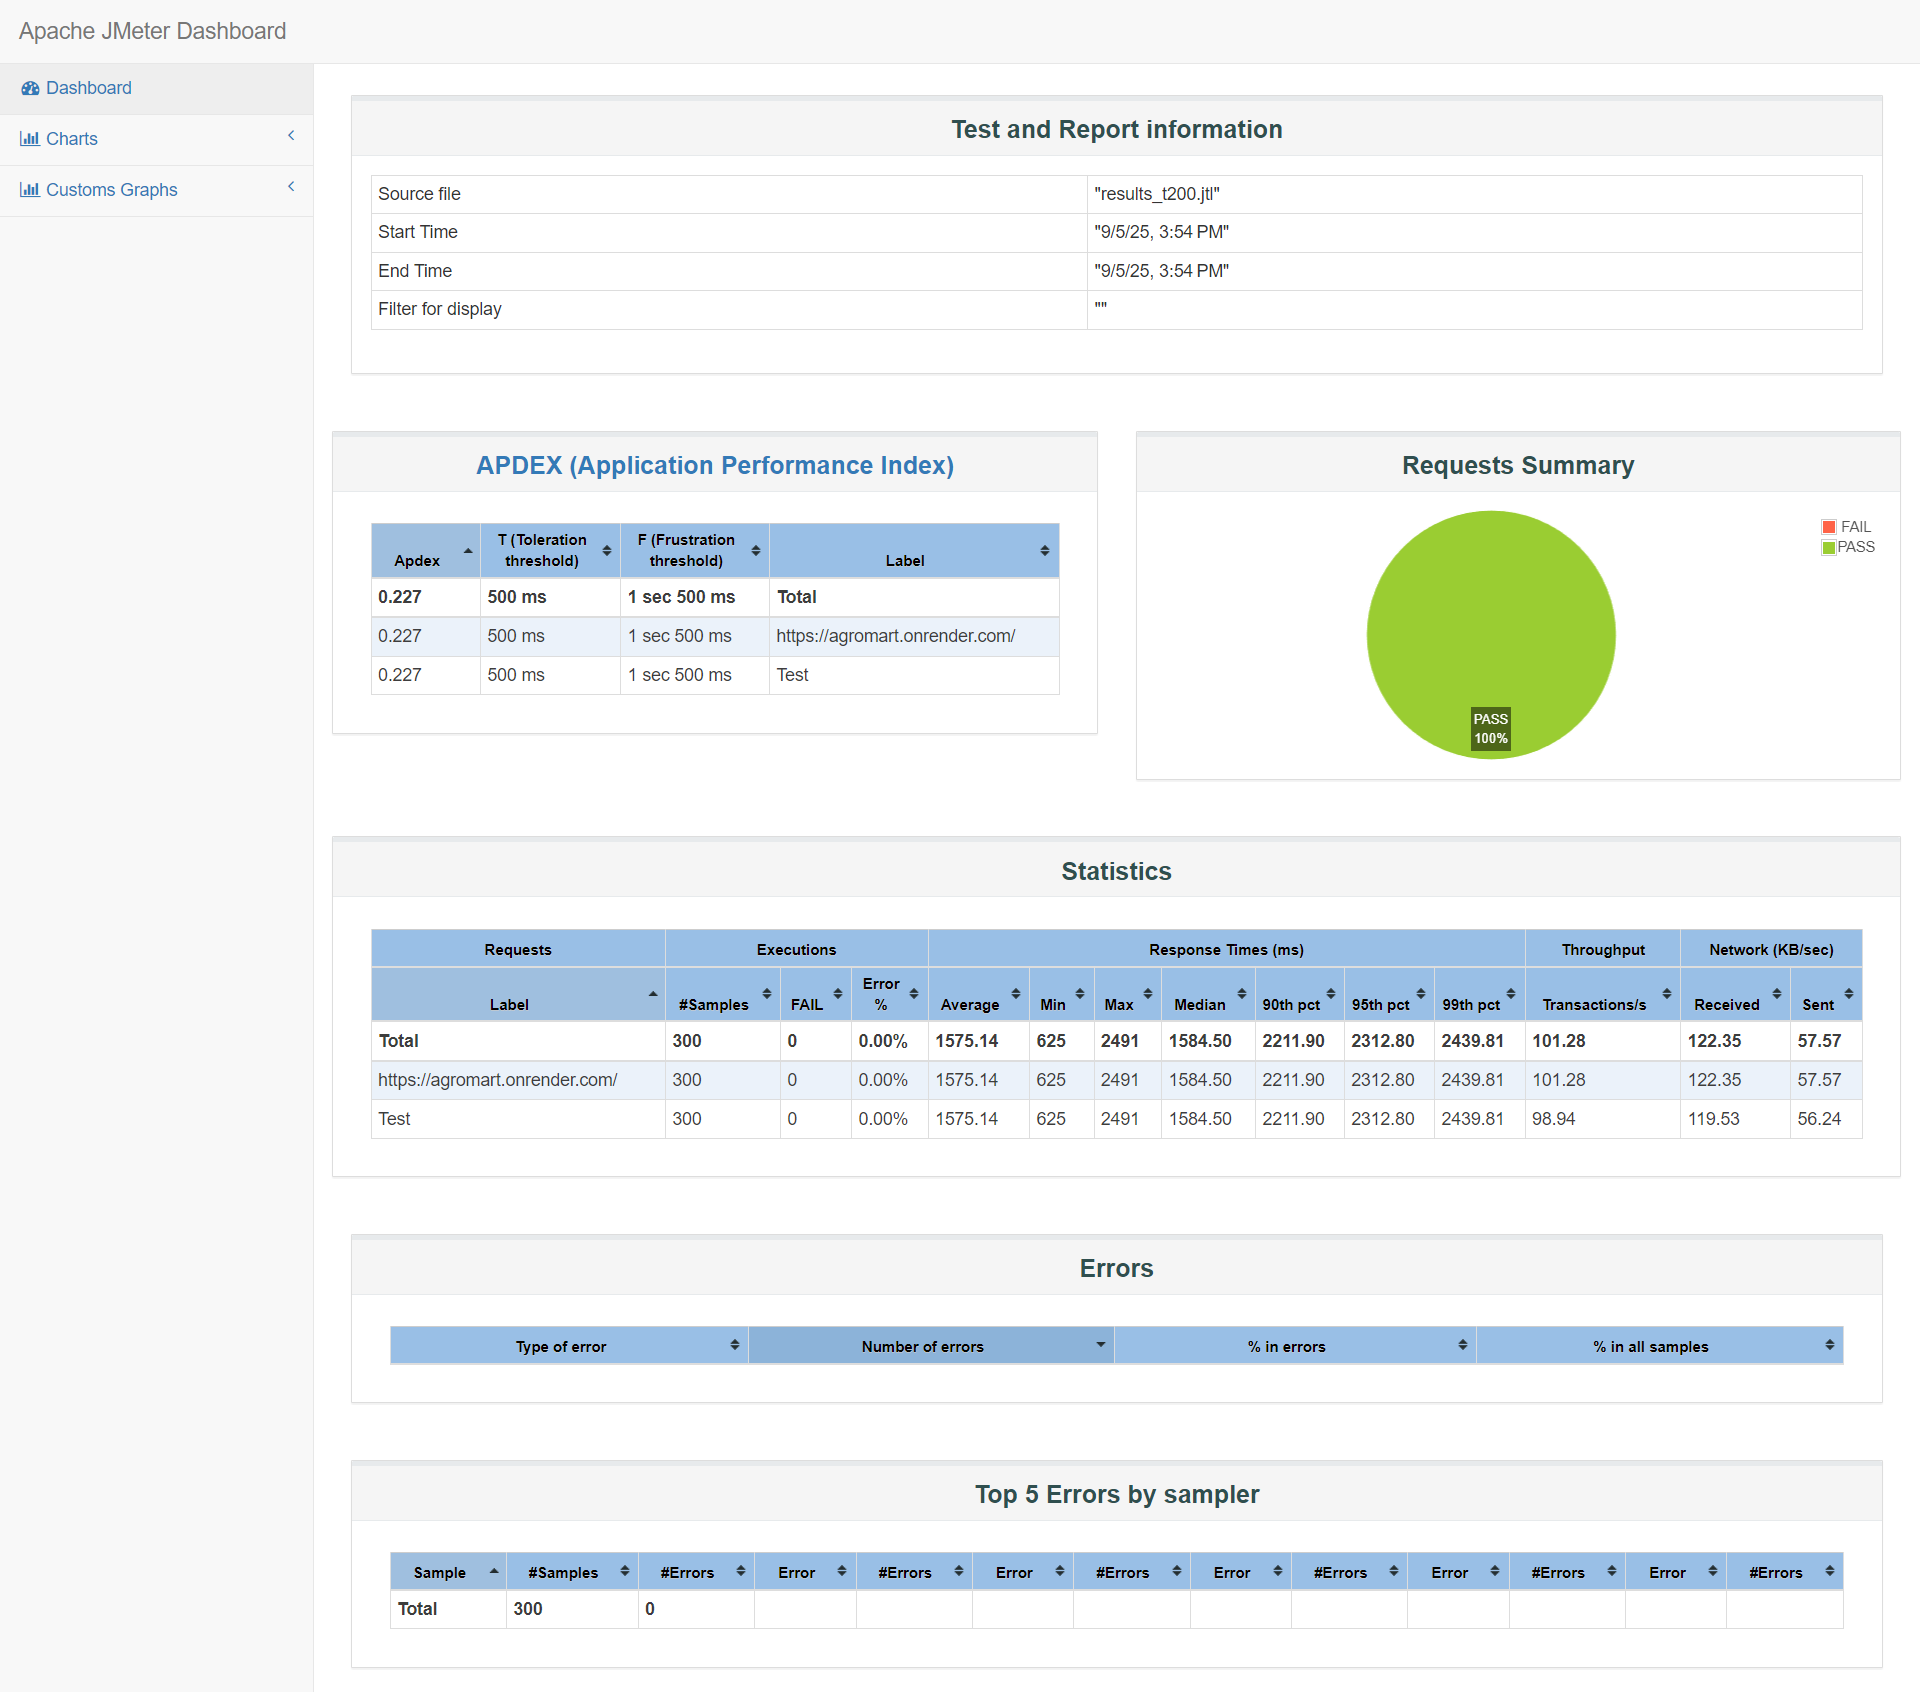 Apache JMeter Dashboard
Dashboard
Charts
Customs Graphs
Test and Report information
Source file "results_t200.jtl"
Start Time "9/5/25, 3:54 PM"
End Time "9/5/25, 3:54 PM"
Filter for display ""
APDEX (Application Performance Index)
Apdex T (Toleration threshold) F (Frustration threshold) Label
0.227 500 ms 1 sec 500 ms Total
0.227 500 ms 1 sec 500 ms https://agromart.onrender.com/
0.227 500 ms 1 sec 500 ms Test
Requests Summary
FAIL
PASS
PASS
100%
Statistics
Requests Executions Response Times (ms) Throughput Network (KB/sec)
Label #Samples FAIL Error % Average Min Max Median 90th pct 95th pct 99th pct Transactions/s Received Sent
Total 300 0 0.00% 1575.14 625 2491 1584.50 2211.90 2312.80 2439.81 101.28 122.35 57.57
https://agromart.onrender.com/ 300 0 0.00% 1575.14 625 2491 1584.50 2211.90 2312.80 2439.81 101.28 122.35 57.57
Test 300 0 0.00% 1575.14 625 2491 1584.50 2211.90 2312.80 2439.81 98.94 119.53 56.24
Errors
Type of error Number of errors % in errors % in all samples
Top 5 Errors by sampler
Sample #Samples #Errors Error #Errors Error #Errors Error #Errors Error #Errors Error #Errors
Total 300 0